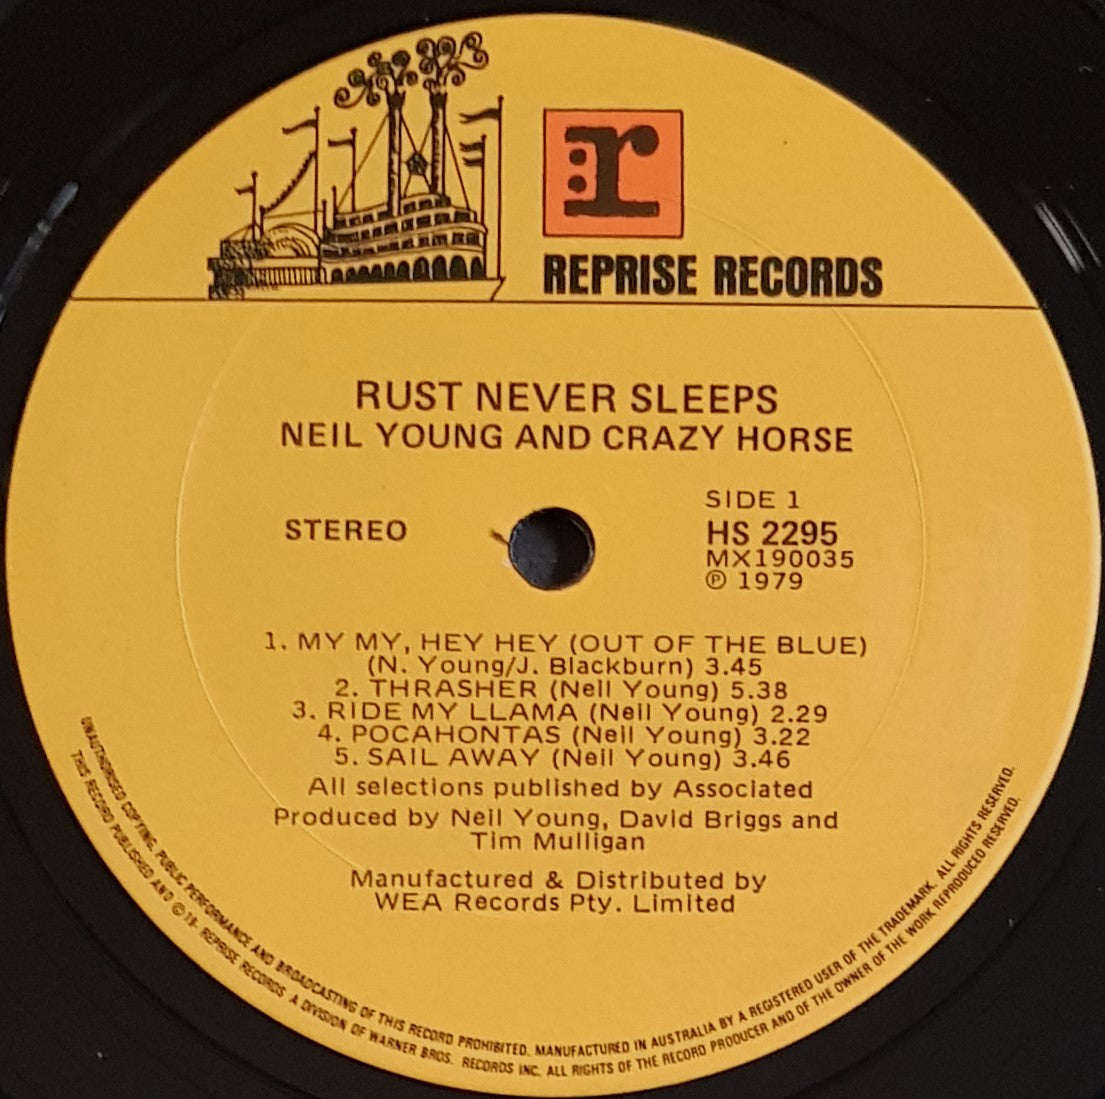 r
REPRISE RECORDS
RUST NEVER SLEEPS
NEIL YOUNG AND CRAZY HORSE
STEREO
SIDE 1
HS 2295
MX190035
℗ 1979
1. MY MY, HEY HEY (OUT OF THE BLUE)
(N. Young/J. Blackburn) 3.45
2. THRASHER (Neil Young) 5.38
3. RIDE MY LLAMA (Neil Young) 2.29
4. POCAHONTAS (Neil Young) 3.22
5. SAIL AWAY (Neil Young) 3.46
All selections published by Associated
Produced by Neil Young, David Briggs and
Tim Mulligan
Manufactured & Distributed by
WEA Records Pty. Limited
UNAUTHORISED COPYING, PUBLIC PERFORMANCE AND BROADCASTING OF THIS RECORD PROHIBITED. MANUFACTURED IN AUSTRALIA BY A REGISTERED USER OF THE TRADEMARK. ALL RIGHTS RESERVED.
THIS RECORD PUBLISHED AND © 19- REPRISE RECORDS A DIVISION OF WARNER BROS. RECORDS INC. ALL RIGHTS OF THE RECORD PRODUCER AND OF THE OWNER OF THE WORK REPRODUCED RESERVED.